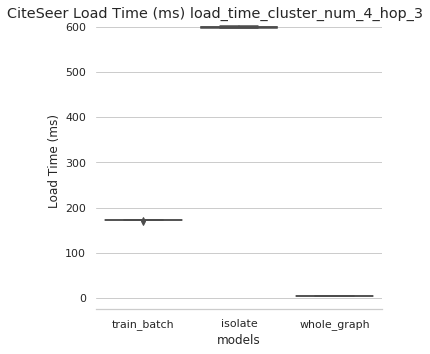 CiteSeer Load Time (ms) load_time_cluster_num_4_hop_3
600
500
400
300
200
100
0
Load Time (ms)
train_batch
isolate
whole_graph
models